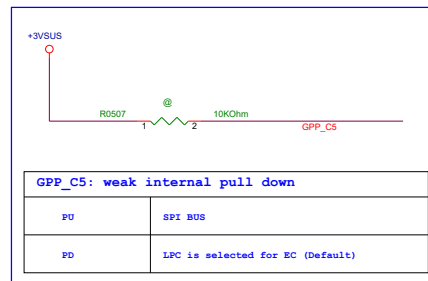 +3VSUS
@
R0507 10KOhm
1 2
GPP_C5
GPP_C5: weak internal pull down
PU SPI BUS
PD LPC is selected for EC (Default)